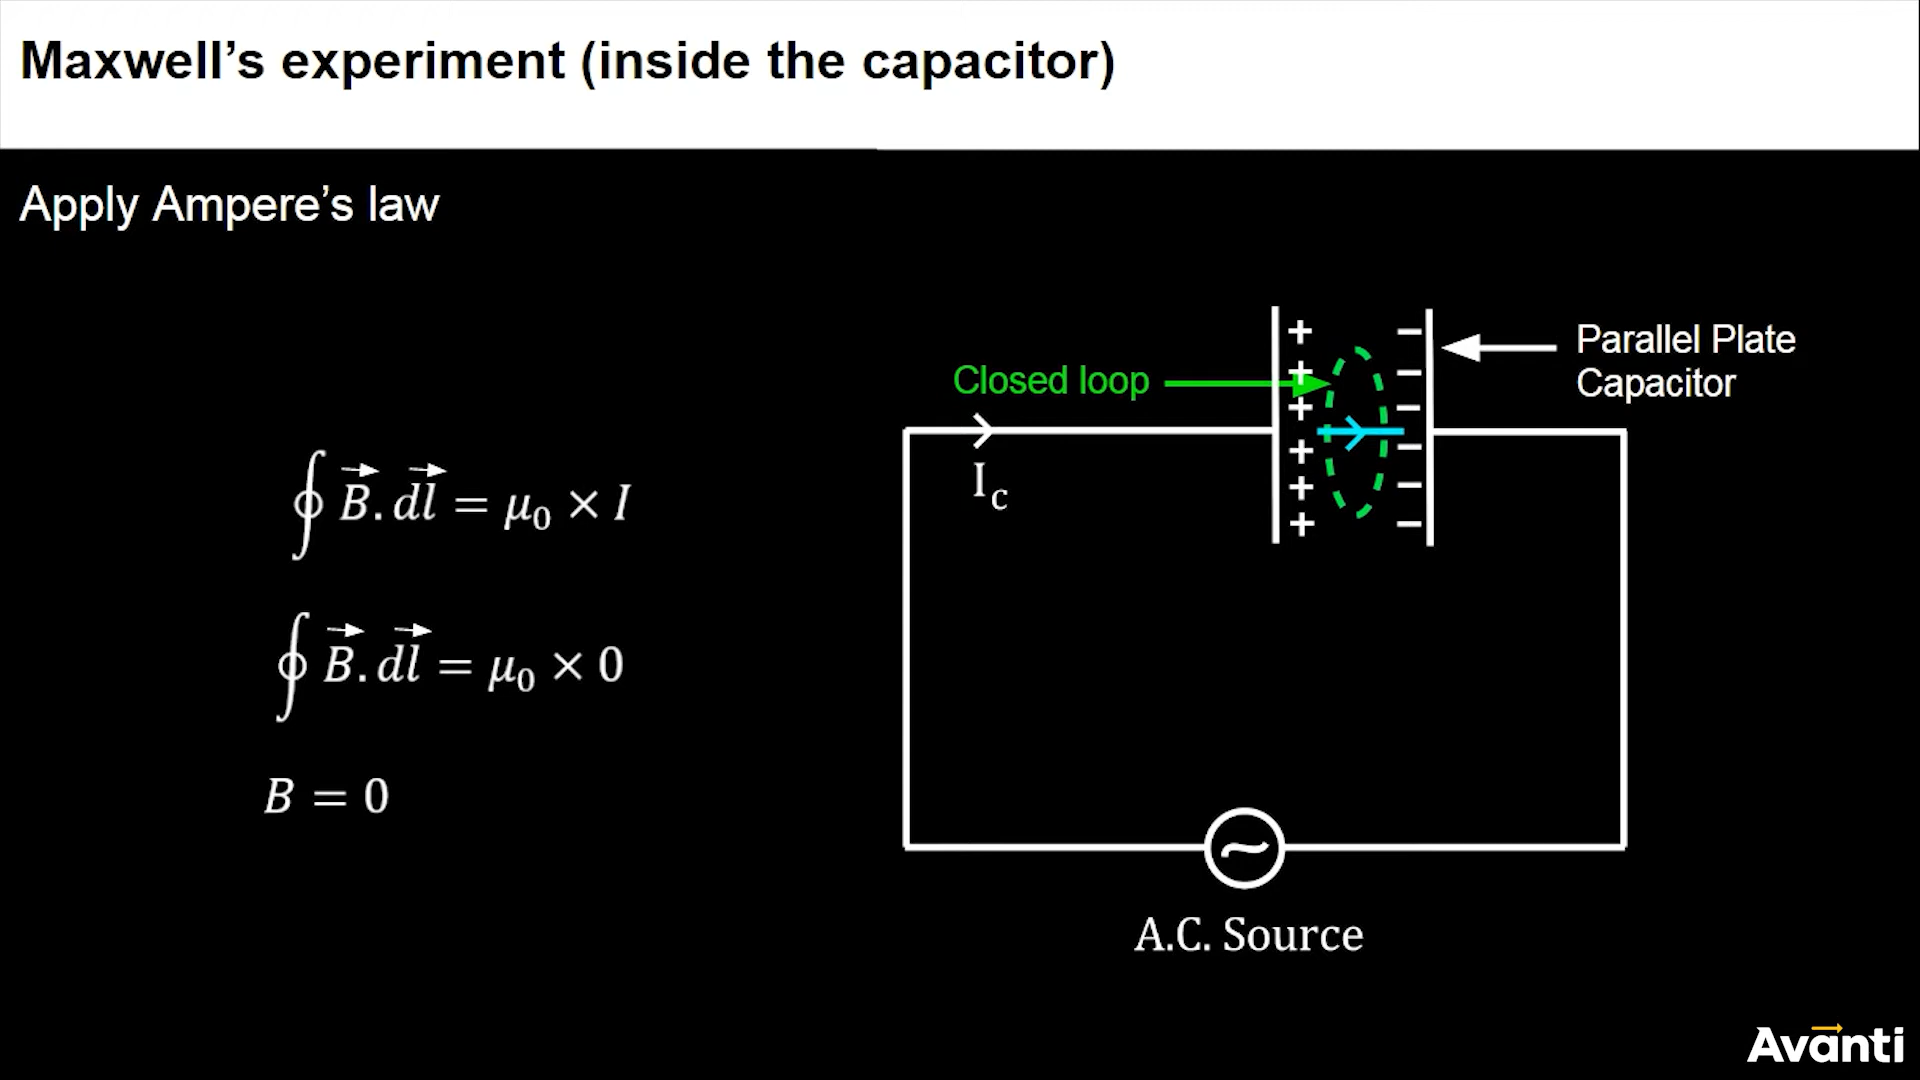 Maxwell’s experiment (inside the capacitor)
Apply Ampere’s law
∮ B⃗. dl⃗ = μ₀ × I
∮ B⃗. dl⃗ = μ₀ × 0
B = 0
Closed loop
Parallel Plate
Capacitor
I꜀
+ + + + + +
− − − − − −
A.C. Source
Avanti